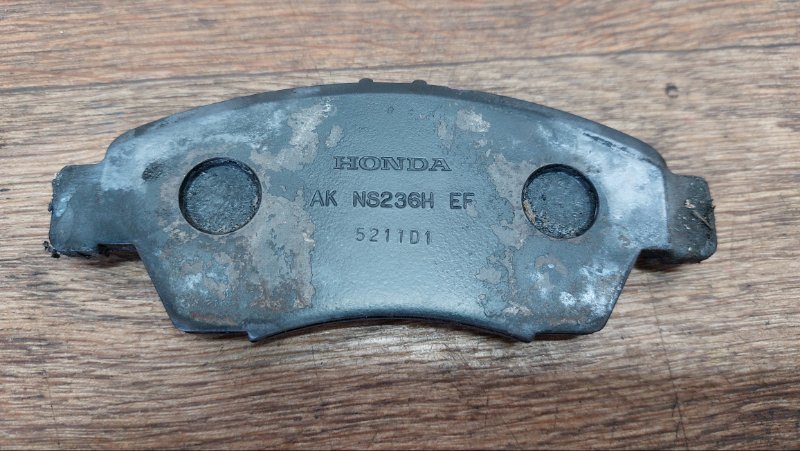 HONDA
AK NS236H EF
5211D1